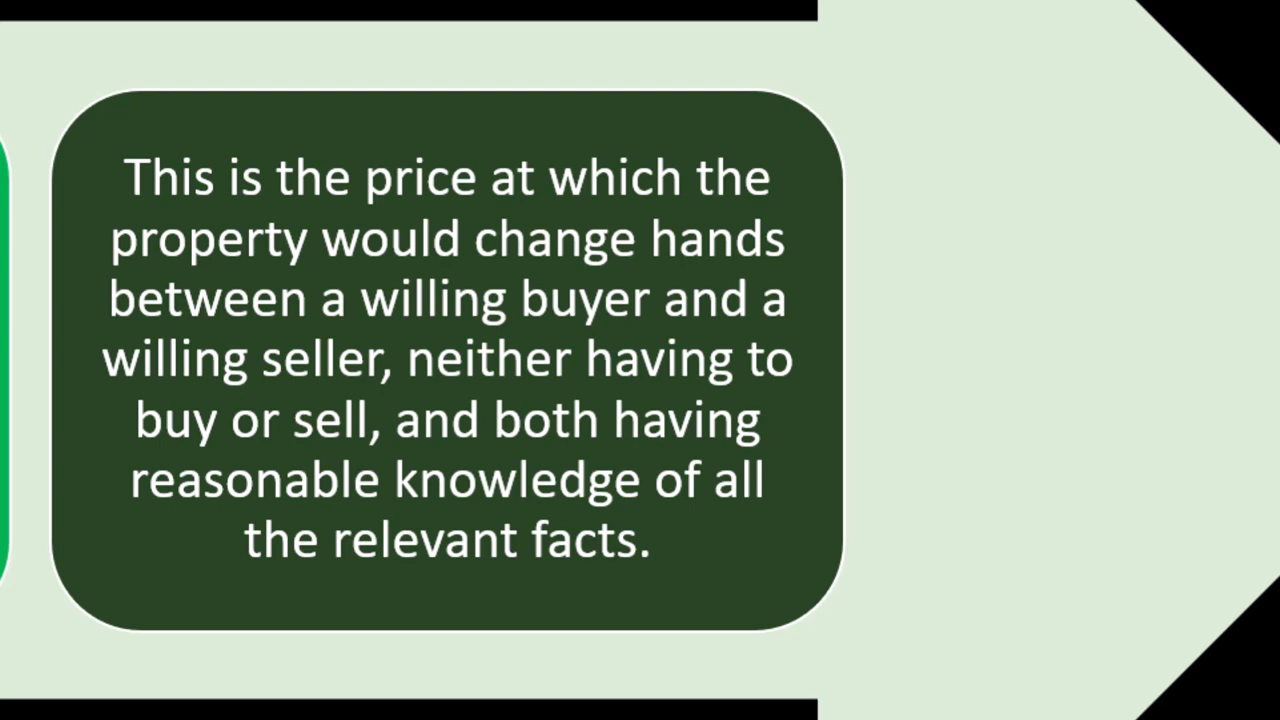 This is the price at which the
property would change hands
between a willing buyer and a
willing seller, neither having to
buy or sell, and both having
reasonable knowledge of all
the relevant facts.